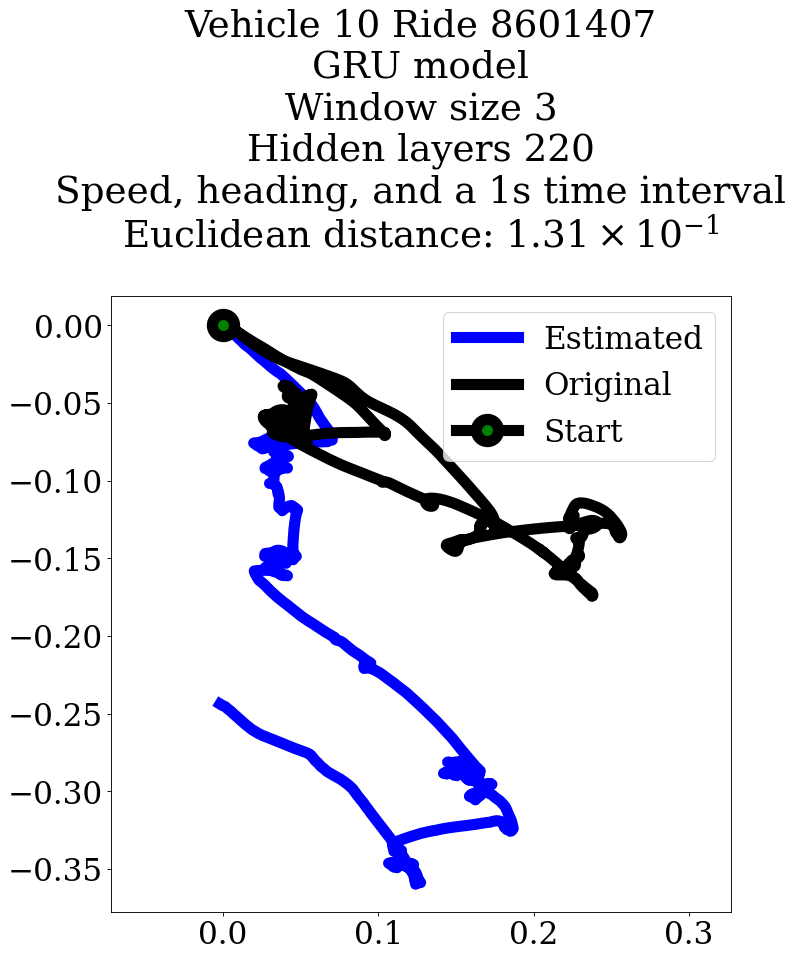 Vehicle 10 Ride 8601407
GRU model
Window size 3
Hidden layers 220
Speed, heading, and a 1s time interval
Euclidean distance: 1.31 × 10⁻¹
Estimated
Original
Start
0.00
−0.05
−0.10
−0.15
−0.20
−0.25
−0.30
−0.35
0.0 0.1 0.2 0.3